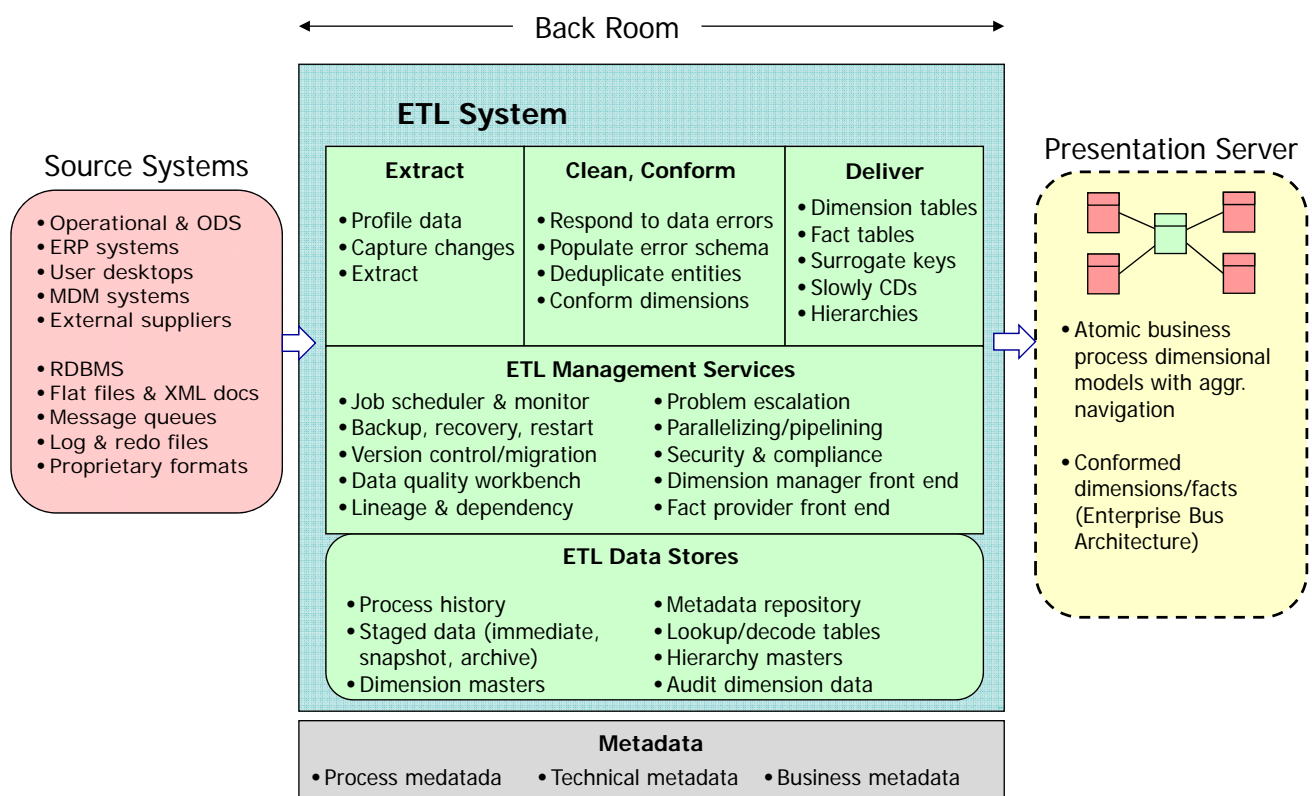 Back Room
ETL System
Source Systems
• Operational & ODS
• ERP systems
• User desktops
• MDM systems
• External suppliers
• RDBMS
• Flat files & XML docs
• Message queues
• Log & redo files
• Proprietary formats
Extract
• Profile data
• Capture changes
• Extract
Clean, Conform
• Respond to data errors
• Populate error schema
• Deduplicate entities
• Conform dimensions
Deliver
• Dimension tables
• Fact tables
• Surrogate keys
• Slowly CDs
• Hierarchies
ETL Management Services
• Job scheduler & monitor
• Backup, recovery, restart
• Version control/migration
• Data quality workbench
• Lineage & dependency
• Problem escalation
• Parallelizing/pipelining
• Security & compliance
• Dimension manager front end
• Fact provider front end
ETL Data Stores
• Process history
• Staged data (immediate,
snapshot, archive)
• Dimension masters
• Metadata repository
• Lookup/decode tables
• Hierarchy masters
• Audit dimension data
Presentation Server
• Atomic business
process dimensional
models with aggr.
navigation
• Conformed
dimensions/facts
(Enterprise Bus
Architecture)
Metadata
• Process medatada
• Technical metadata
• Business metadata